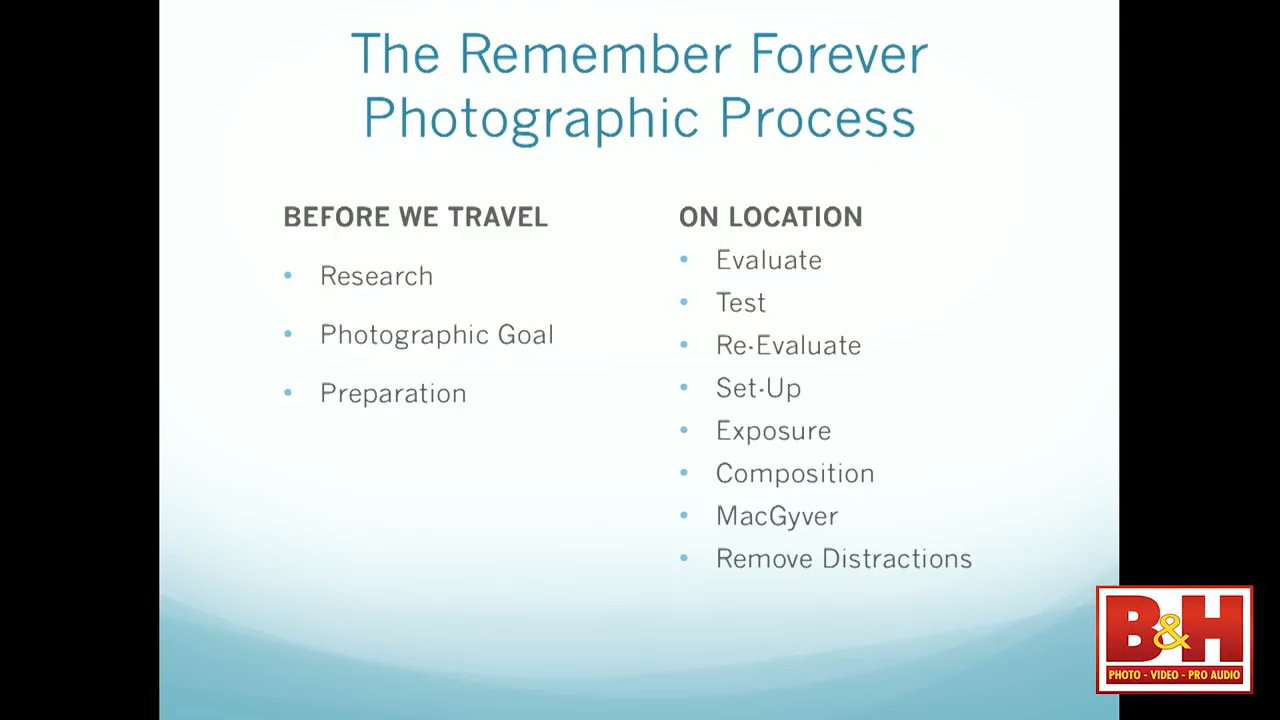 The Remember Forever
Photographic Process
BEFORE WE TRAVEL
• Research
• Photographic Goal
• Preparation
ON LOCATION
• Evaluate
• Test
• Re-Evaluate
• Set-Up
• Exposure
• Composition
• MacGyver
• Remove Distractions
B&H
PHOTO - VIDEO - PRO AUDIO